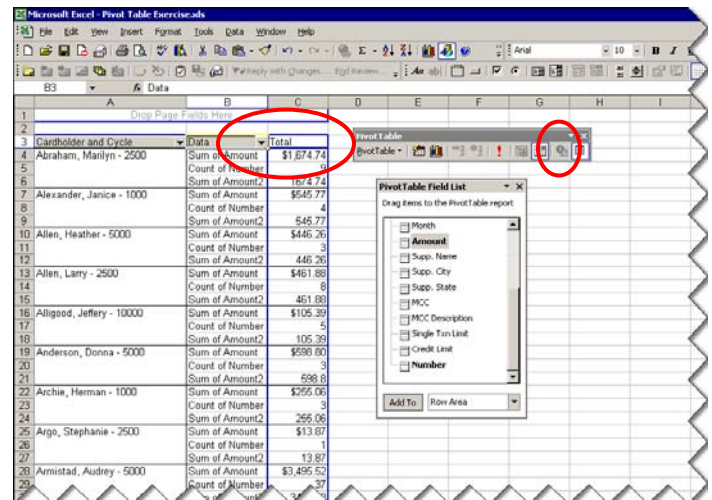 Microsoft Excel - Pivot Table Exercise.xls
File Edit View Insert Format Tools Data Window Help
Arial 10 B I
Reply with Changes... End Review...
B3 fx Data
A B C D E F G H I
1 Drop Page Fields Here
2
3 Cardholder and Cycle Data Total
4 Abraham, Marilyn - 2500 Sum of Amount $1,674.74
5 Count of Number 9
6 Sum of Amount2 1674.74
7 Alexander, Janice - 1000 Sum of Amount $545.77
8 Count of Number 4
9 Sum of Amount2 545.77
10 Allen, Heather - 5000 Sum of Amount $446.26
11 Count of Number 3
12 Sum of Amount2 446.26
13 Allen, Larry - 2500 Sum of Amount $461.88
14 Count of Number 8
15 Sum of Amount2 461.88
16 Alligood, Jeffery - 10000 Sum of Amount $105.39
17 Count of Number 5
18 Sum of Amount2 105.39
19 Anderson, Donna - 5000 Sum of Amount $598.80
20 Count of Number 3
21 Sum of Amount2 598.8
22 Archie, Herman - 1000 Sum of Amount $255.06
23 Count of Number 3
24 Sum of Amount2 255.06
25 Argo, Stephanie - 2500 Sum of Amount $13.87
26 Count of Number 1
27 Sum of Amount2 13.87
28 Armistad, Audrey - 5000 Sum of Amount $3,495.52
29 Count of Number 37
PivotTable
PivotTable
PivotTable Field List
Drag items to the PivotTable report
Month
Amount
Supp. Name
Supp. City
Supp. State
MCC
MCC Description
Single Txn Limit
Credit Limit
Number
Add To Row Area